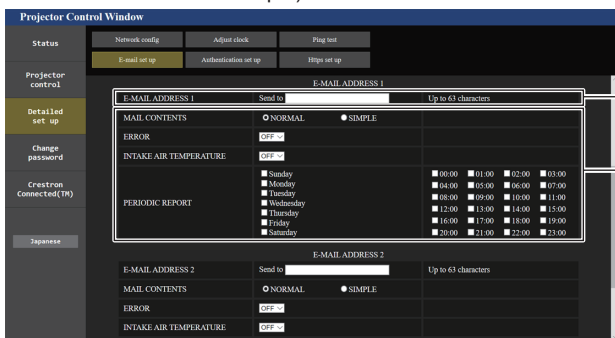 Projector Control Window
Status
Projector
control
Detailed
set up
Change
password
Crestron
Connected(TM)
Japanese
Network config Adjust clock Ping test
E-mail set up Authentication set up Https set up
E-MAIL ADDRESS 1
E-MAIL ADDRESS 1 Send to Up to 63 characters
MAIL CONTENTS NORMAL SIMPLE
ERROR OFF
INTAKE AIR TEMPERATURE OFF
PERIODIC REPORT
Sunday
Monday
Tuesday
Wednesday
Thursday
Friday
Saturday
00:00 01:00 02:00 03:00
04:00 05:00 06:00 07:00
08:00 09:00 10:00 11:00
12:00 13:00 14:00 15:00
16:00 17:00 18:00 19:00
20:00 21:00 22:00 23:00
E-MAIL ADDRESS 2
E-MAIL ADDRESS 2 Send to Up to 63 characters
MAIL CONTENTS NORMAL SIMPLE
ERROR OFF
INTAKE AIR TEMPERATURE OFF